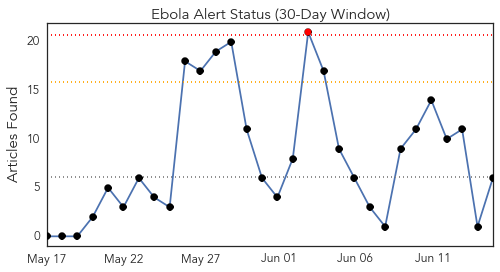 Ebola Alert Status (30-Day Window)
Articles Found
20
15
10
5
0
May 17 May 22 May 27 Jun 01 Jun 06 Jun 11